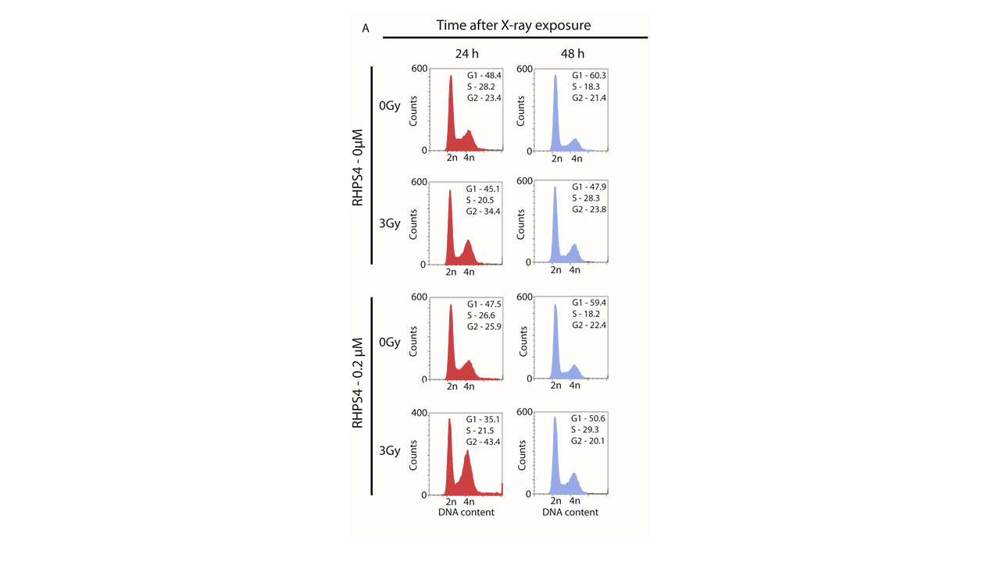 A
Time after X-ray exposure
24 h
48 h
RHPS4 - 0µM
0Gy
Counts
600
0
G1 - 48.4
S - 28.2
G2 - 23.4
2n 4n
Counts
600
0
G1 - 60.3
S - 18.3
G2 - 21.4
2n 4n
3Gy
Counts
600
0
G1 - 45.1
S - 20.5
G2 - 34.4
2n 4n
Counts
600
0
G1 - 47.9
S - 28.3
G2 - 23.8
2n 4n
RHPS4 - 0.2 µM
0Gy
Counts
600
0
G1 - 47.5
S - 26.6
G2 - 25.9
2n 4n
Counts
600
0
G1 - 59.4
S - 18.2
G2 - 22.4
2n 4n
3Gy
Counts
400
0
G1 - 35.1
S - 21.5
G2 - 43.4
2n 4n
DNA content
Counts
600
0
G1 - 50.6
S - 29.3
G2 - 20.1
2n 4n
DNA content